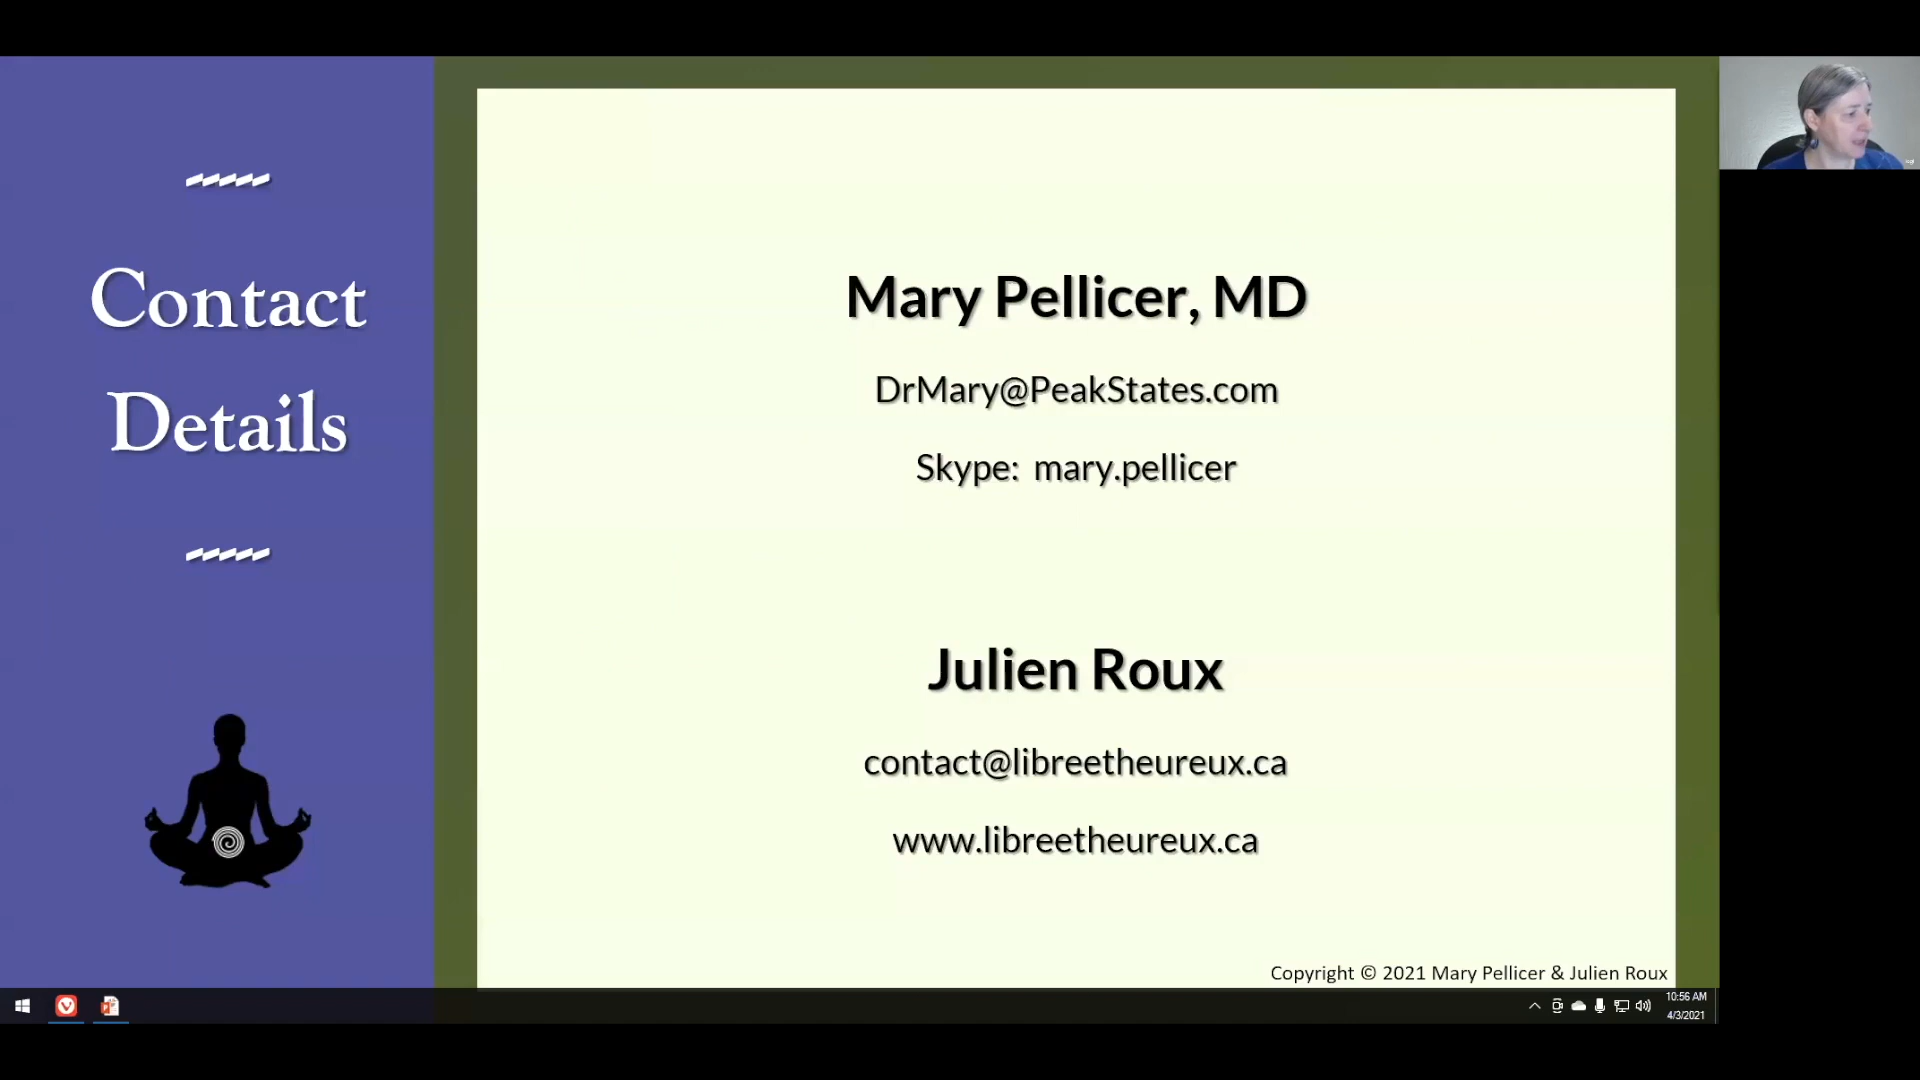 Contact
Details
Mary Pellicer, MD
DrMary@PeakStates.com
Skype: mary.pellicer
Julien Roux
contact@libreetheureux.ca
www.libreetheureux.ca
Copyright © 2021 Mary Pellicer & Julien Roux
10:56 AM
4/3/2021